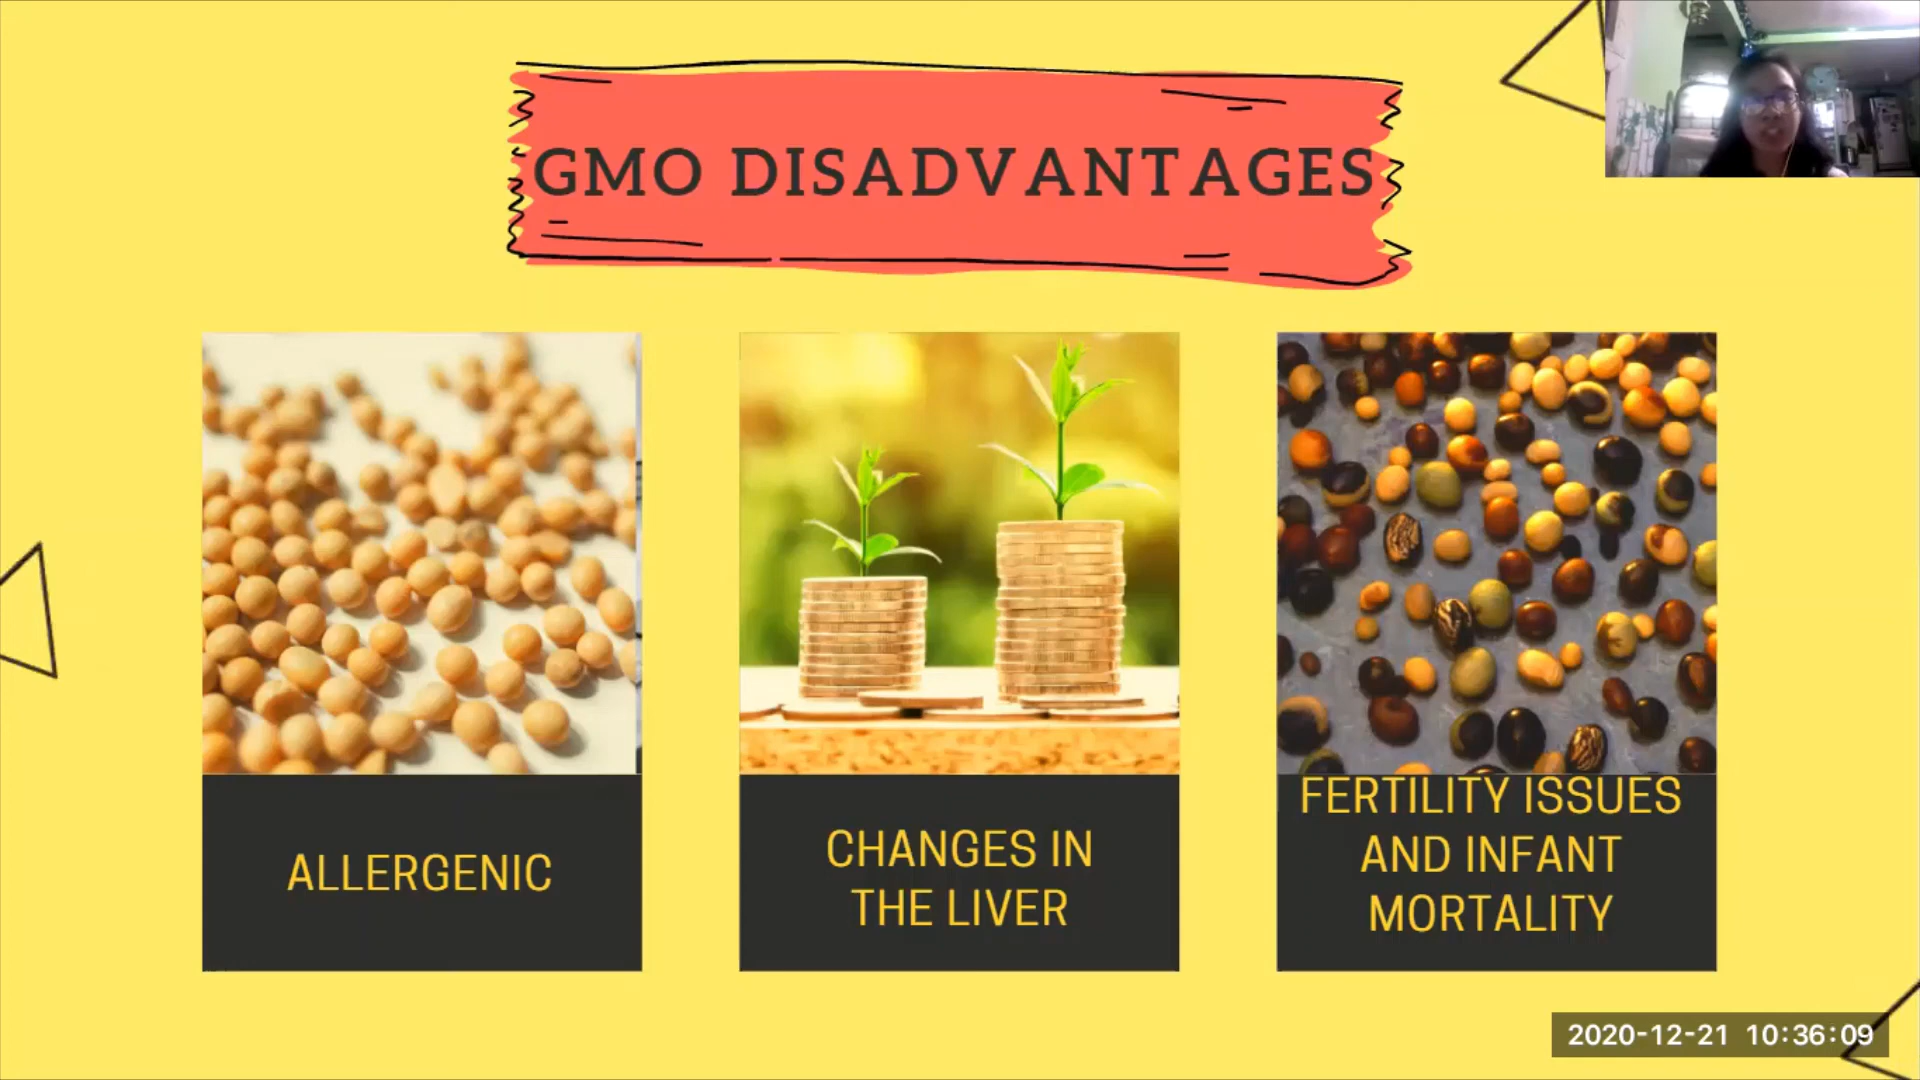 GMO DISADVANTAGES
ALLERGENIC
CHANGES IN
THE LIVER
FERTILITY ISSUES
AND INFANT
MORTALITY
2020-12-21 10:36:09